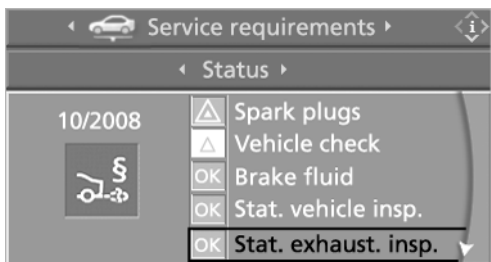 Service requirements
i
Status
10/2008
§
Spark plugs
Vehicle check
OK Brake fluid
OK Stat. vehicle insp.
OK Stat. exhaust. insp.